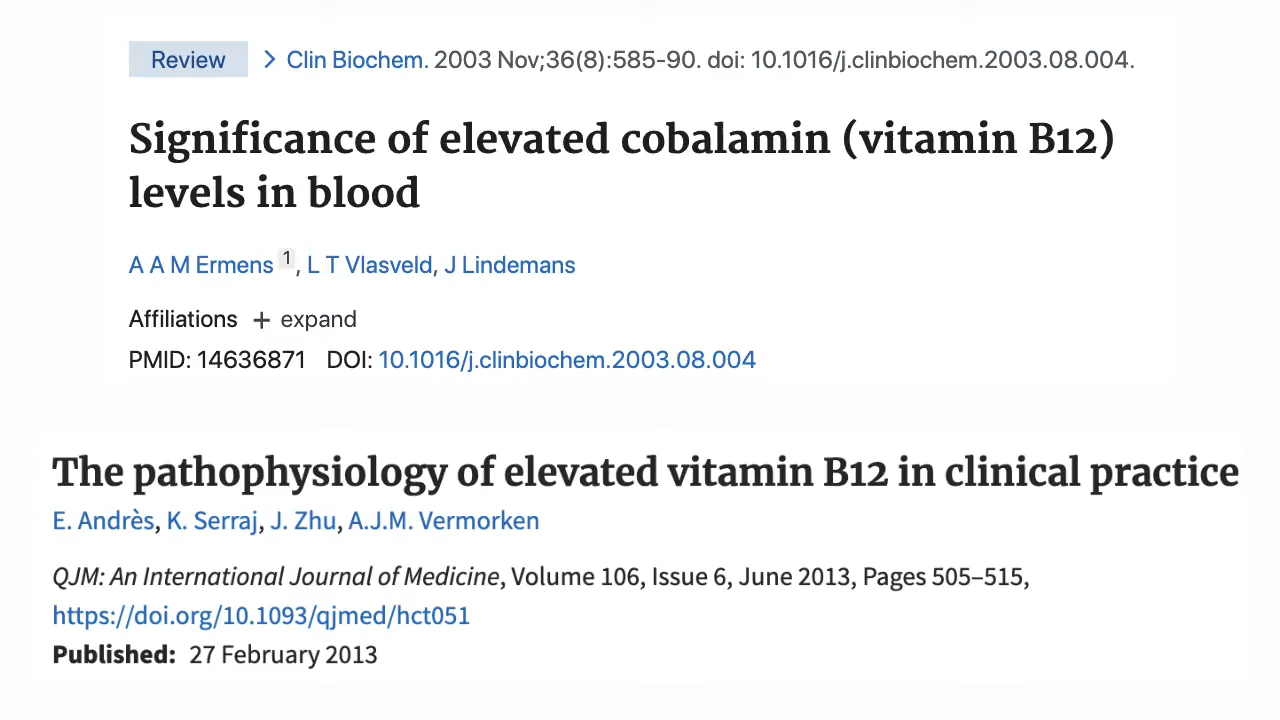 Review > Clin Biochem. 2003 Nov;36(8):585-90. doi: 10.1016/j.clinbiochem.2003.08.004.
Significance of elevated cobalamin (vitamin B12)
levels in blood
A A M Ermens 1, L T Vlasveld, J Lindemans
Affiliations + expand
PMID: 14636871 DOI: 10.1016/j.clinbiochem.2003.08.004
The pathophysiology of elevated vitamin B12 in clinical practice
E. Andrès, K. Serraj, J. Zhu, A.J.M. Vermorken
QJM: An International Journal of Medicine, Volume 106, Issue 6, June 2013, Pages 505–515,
https://doi.org/10.1093/qjmed/hct051
Published: 27 February 2013